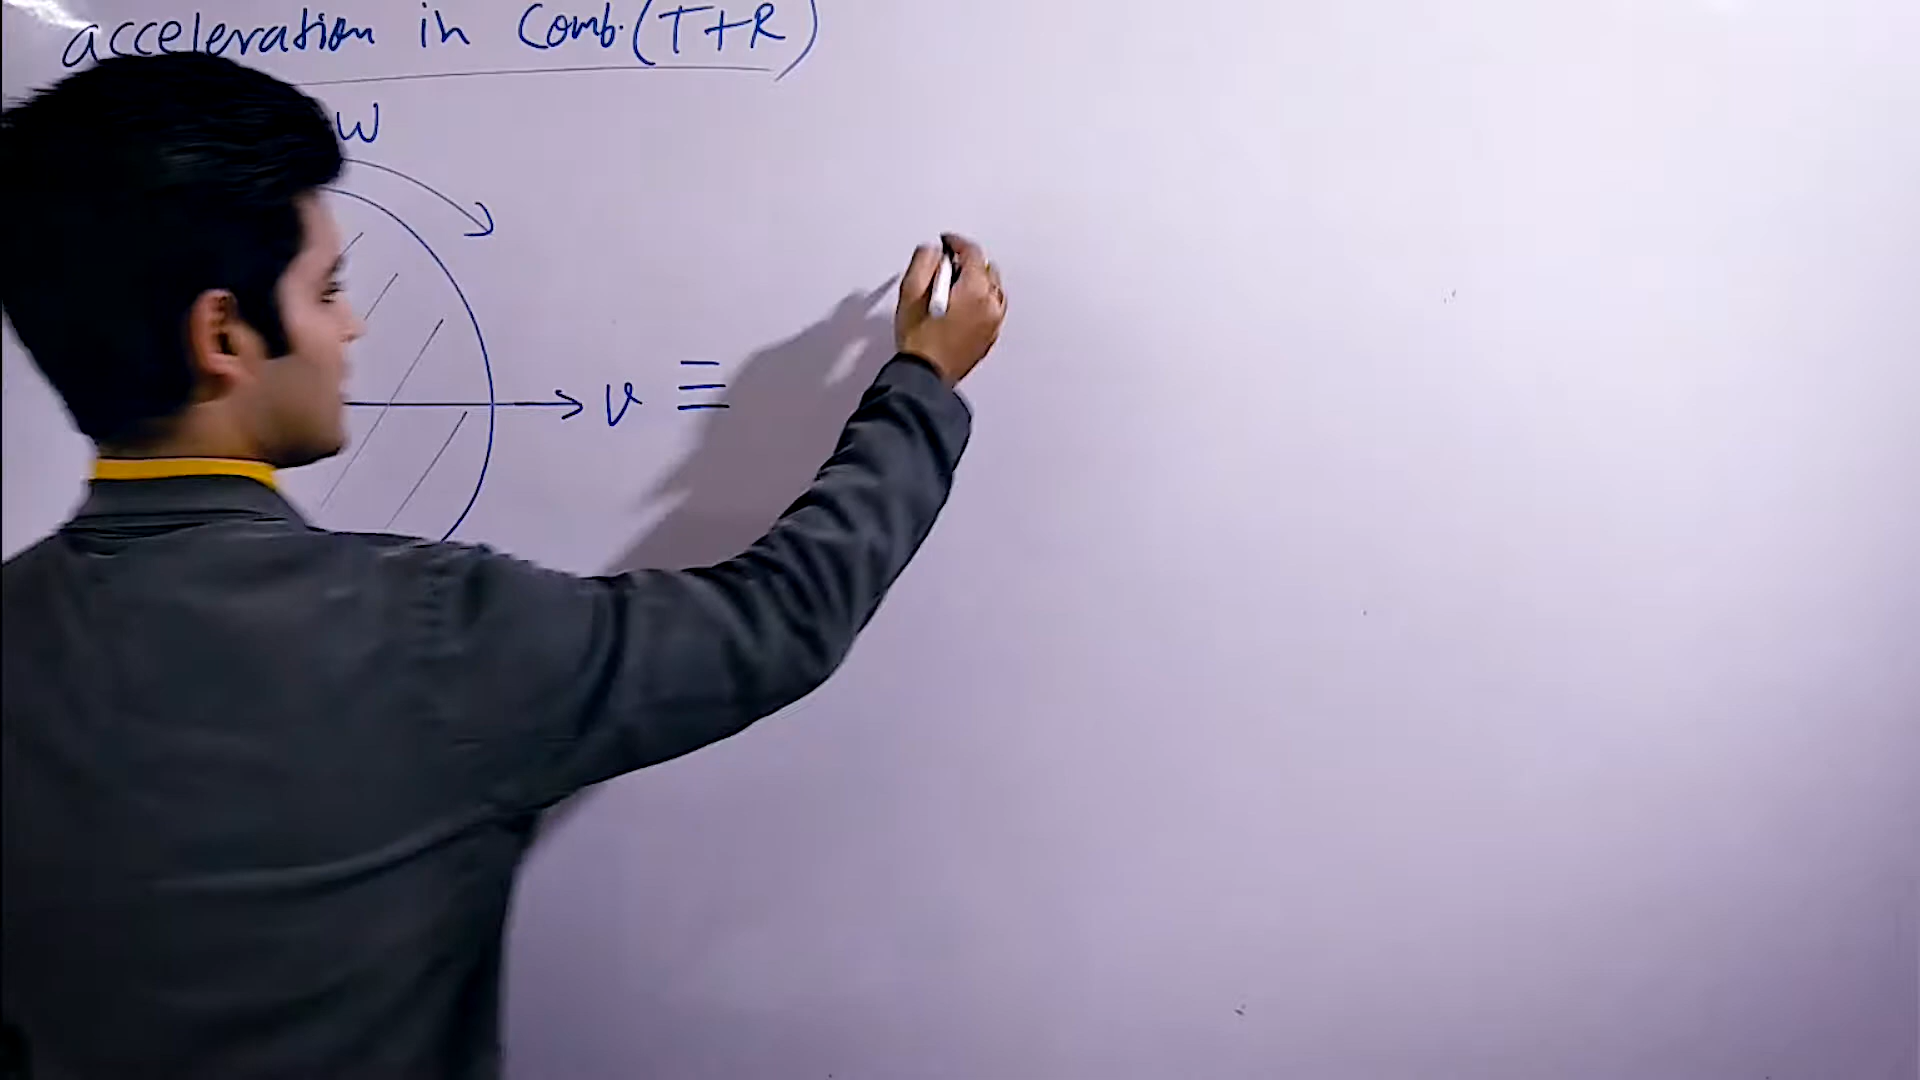 acceleration in Comb. (T+R)
w
v ≡